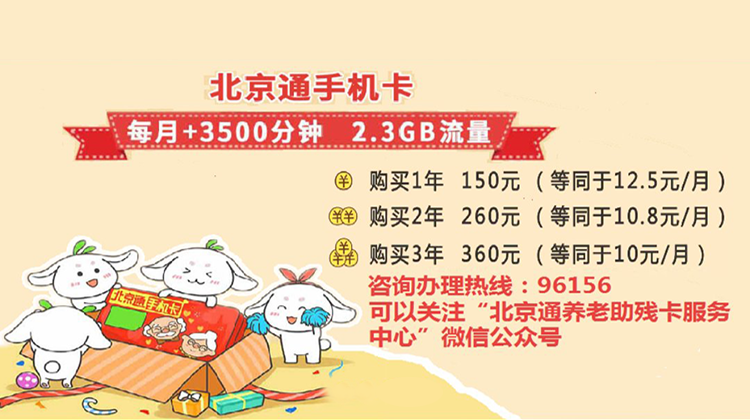 北京通手机卡
每月+3500分钟 2.3GB流量
购买1年 150元 (等同于12.5元/月)
购买2年 260元 (等同于10.8元/月)
购买3年 360元 (等同于10元/月)
咨询办理热线:96156
可以关注“北京通养老助残卡服务
中心”微信公众号
北京通手机卡